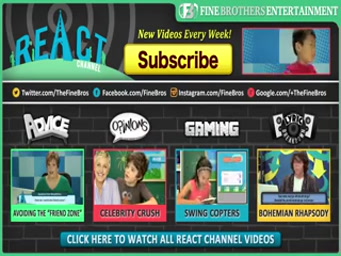 REACT
CHANNEL
FINE BROTHERS ENTERTAINMENT
New Videos Every Week!
Subscribe
Twitter.com/TheFineBros
Facebook.com/FineBros
Instagram.com/FineBros
Google.com/+TheFineBros
ADVICE
OPINIONS
GAMING
LYRIC
AVOIDING THE "FRIEND ZONE"
CELEBRITY CRUSH
SWING COPTERS
BOHEMIAN RHAPSODY
CLICK HERE TO WATCH ALL REACT CHANNEL VIDEOS